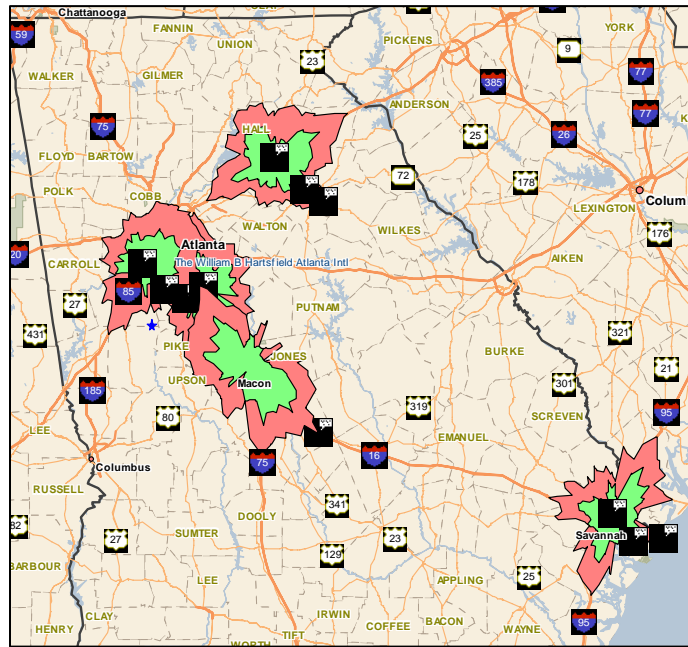 Chattanooga
FANNIN
UNION
YORK
59
PICKENS
9
23
WALKER
GILMER
77
385
ANDERSON
75
77
HALL
25
26
FLOYD
BARTOW
72
178
POLK
COBB
Colum
LEXINGTON
WALTON
WILKES
176
Atlanta
20
CARROLL
The William B Hartsfield Atlanta Intl
AIKEN
85
27
PUTNAM
431
PIKE
321
BURKE
JONES
21
UPSON
Macon
301
185
319
95
80
SCREVEN
LEE
EMANUEL
16
75
Columbus
RUSSELL
341
DOOLY
82
SUMTER
Savannah
27
23
129
BARBOUR
LEE
25
APPLING
CLAY
IRWIN
BACON
95
HENRY
COFFEE
WAYNE
TIFT
WORTH